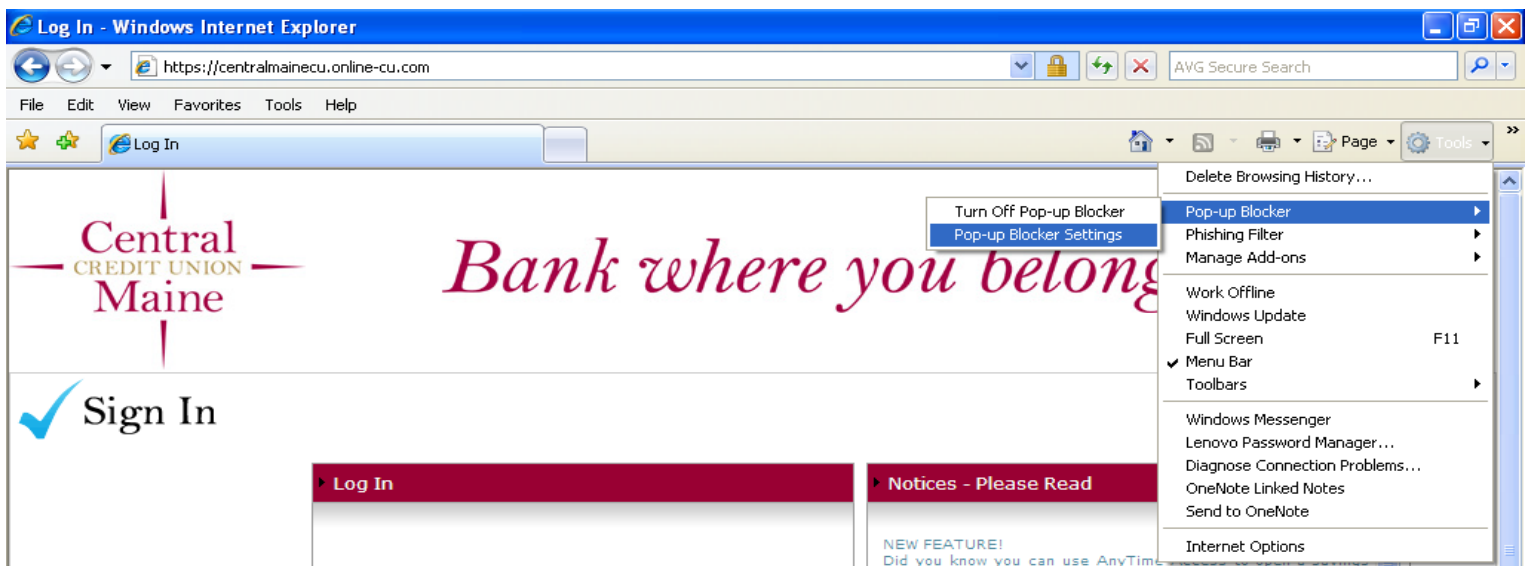 Log In - Windows Internet Explorer
https://centralmainecu.online-cu.com
AVG Secure Search
File Edit View Favorites Tools Help
Log In
Page
Tools
Delete Browsing History...
Pop-up Blocker
Turn Off Pop-up Blocker
Pop-up Blocker Settings
Phishing Filter
Manage Add-ons
Work Offline
Windows Update
Full Screen F11
Menu Bar
Toolbars
Windows Messenger
Lenovo Password Manager...
Diagnose Connection Problems...
OneNote Linked Notes
Send to OneNote
Internet Options
Central
CREDIT UNION
Maine
Bank where you belong
Sign In
Log In
Notices - Please Read
NEW FEATURE!
Did you know you can use AnyTime Access to open a savings